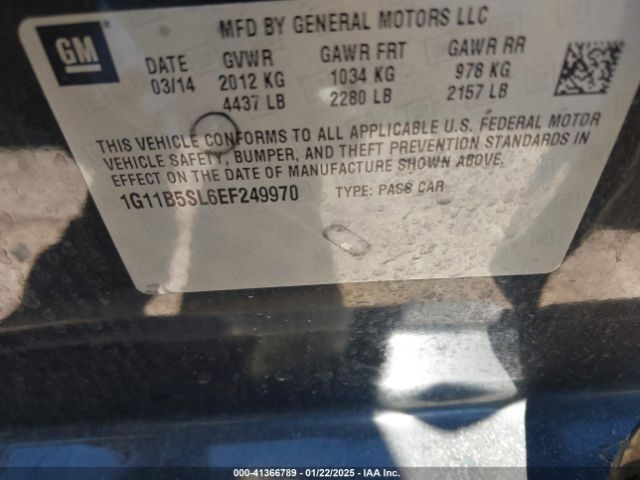 GM
MFD BY GENERAL MOTORS LLC
DATE GVWR GAWR FRT GAWR RR
03/14 2012 KG 1034 KG 978 KG
4437 LB 2280 LB 2157 LB
THIS VEHICLE CONFORMS TO ALL APPLICABLE U.S. FEDERAL MOTOR
VEHICLE SAFETY, BUMPER, AND THEFT PREVENTION STANDARDS IN
EFFECT ON THE DATE OF MANUFACTURE SHOWN ABOVE.
1G11B5SL6EF249970 TYPE: PASS CAR
000-41366789 - 01/22/2025 - IAA Inc.